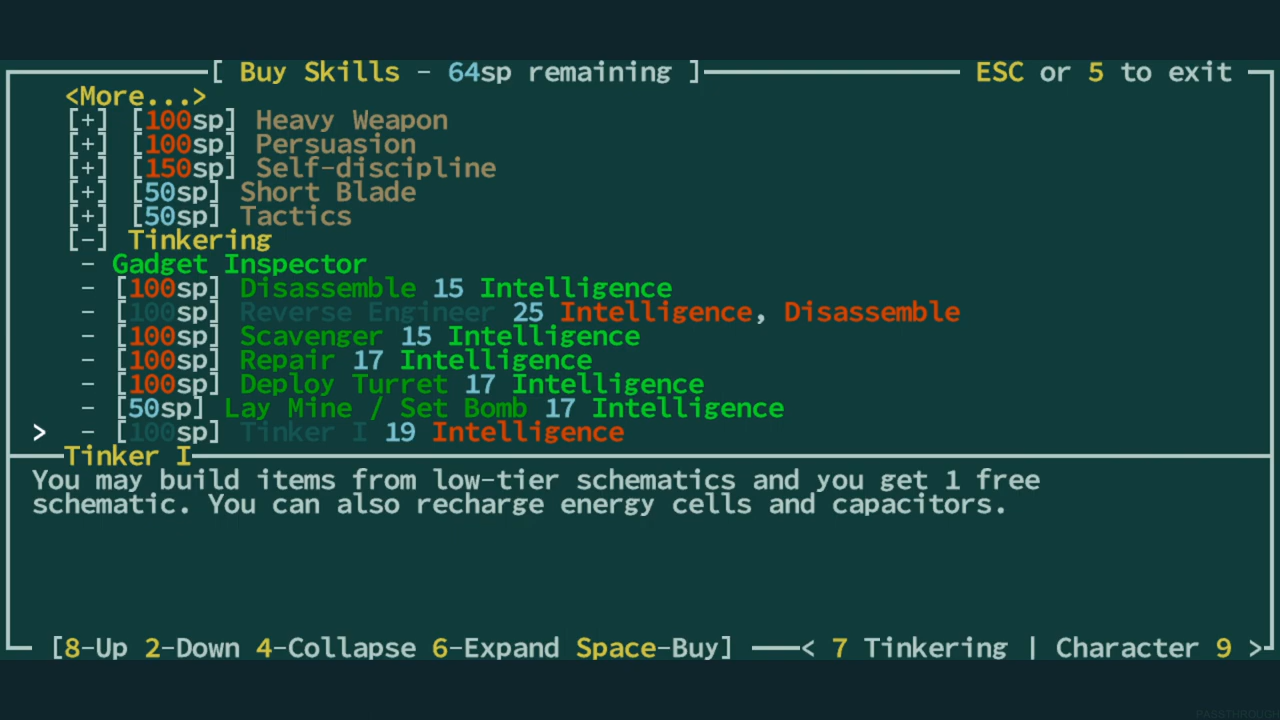 [ Buy Skills - 64sp remaining ] ESC or 5 to exit
<More...>
[+] [100sp] Heavy Weapon
[+] [100sp] Persuasion
[+] [150sp] Self-discipline
[+] [50sp] Short Blade
[+] [50sp] Tactics
[-] Tinkering
- Gadget Inspector
- [100sp] Disassemble 15 Intelligence
- [100sp] Reverse Engineer 25 Intelligence, Disassemble
- [100sp] Scavenger 15 Intelligence
- [100sp] Repair 17 Intelligence
- [100sp] Deploy Turret 17 Intelligence
- [50sp] Lay Mine / Set Bomb 17 Intelligence
> - [100sp] Tinker I 19 Intelligence
Tinker I
You may build items from low-tier schematics and you get 1 free
schematic. You can also recharge energy cells and capacitors.
[8-Up 2-Down 4-Collapse 6-Expand Space-Buy] < 7 Tinkering | Character 9 >